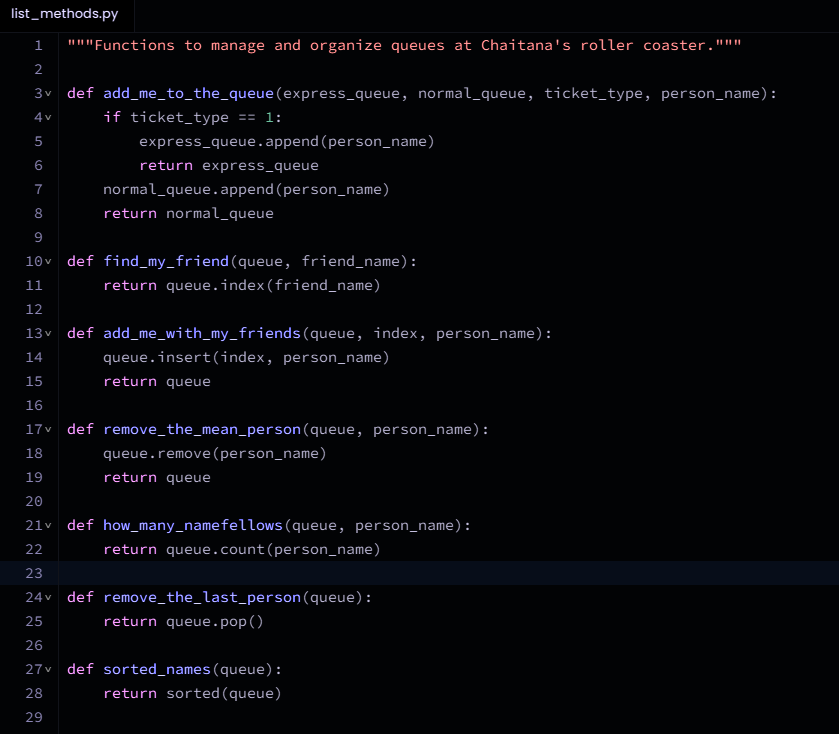 list_methods.py
1 """Functions to manage and organize queues at Chaitana's roller coaster."""
2
3 def add_me_to_the_queue(express_queue, normal_queue, ticket_type, person_name):
4     if ticket_type == 1:
5         express_queue.append(person_name)
6         return express_queue
7     normal_queue.append(person_name)
8     return normal_queue
9
10 def find_my_friend(queue, friend_name):
11     return queue.index(friend_name)
12
13 def add_me_with_my_friends(queue, index, person_name):
14     queue.insert(index, person_name)
15     return queue
16
17 def remove_the_mean_person(queue, person_name):
18     queue.remove(person_name)
19     return queue
20
21 def how_many_namefellows(queue, person_name):
22     return queue.count(person_name)
23
24 def remove_the_last_person(queue):
25     return queue.pop()
26
27 def sorted_names(queue):
28     return sorted(queue)
29